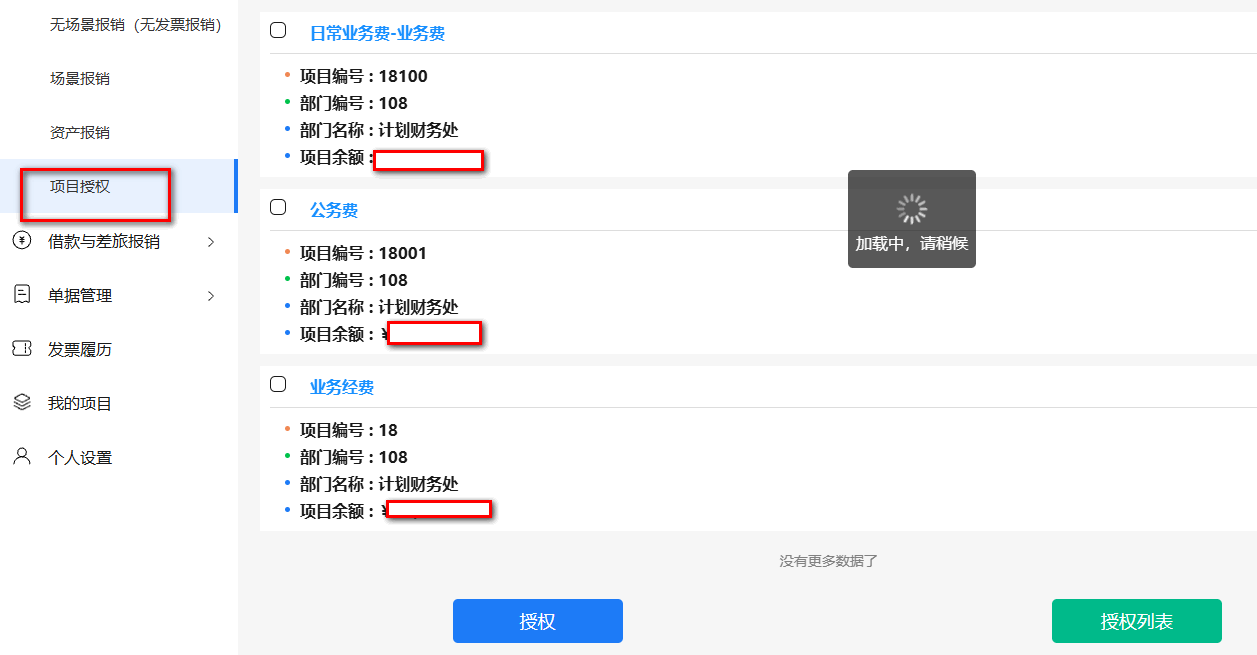 无场景报销（无发票报销）
场景报销
资产报销
项目授权
借款与差旅报销
单据管理
发票履历
我的项目
个人设置
日常业务费-业务费
项目编号：18100
部门编号：108
部门名称：计划财务处
项目余额：
公务费
项目编号：18001
部门编号：108
部门名称：计划财务处
项目余额：¥
业务经费
项目编号：18
部门编号：108
部门名称：计划财务处
项目余额：¥
加载中，请稍候
没有更多数据了
授权
授权列表